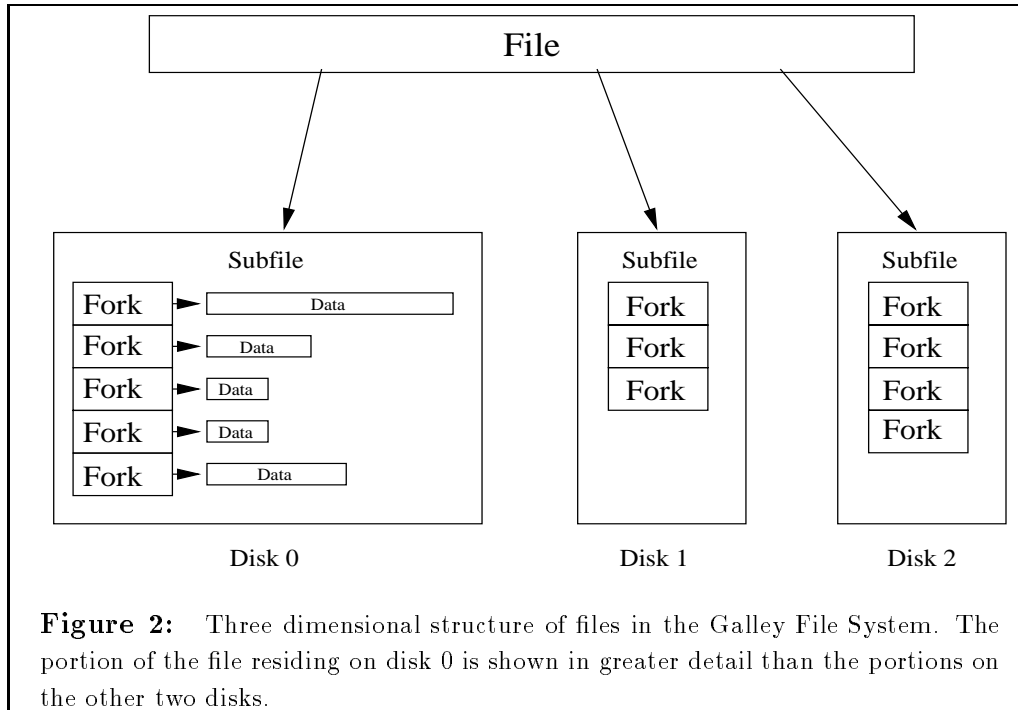 File
Subfile
Fork
Data
Fork
Data
Fork
Data
Fork
Data
Fork
Data
Disk 0
Subfile
Fork
Fork
Fork
Disk 1
Subfile
Fork
Fork
Fork
Fork
Disk 2
Figure 2: Three dimensional structure of files in the Galley File System. The
portion of the file residing on disk 0 is shown in greater detail than the portions on
the other two disks.